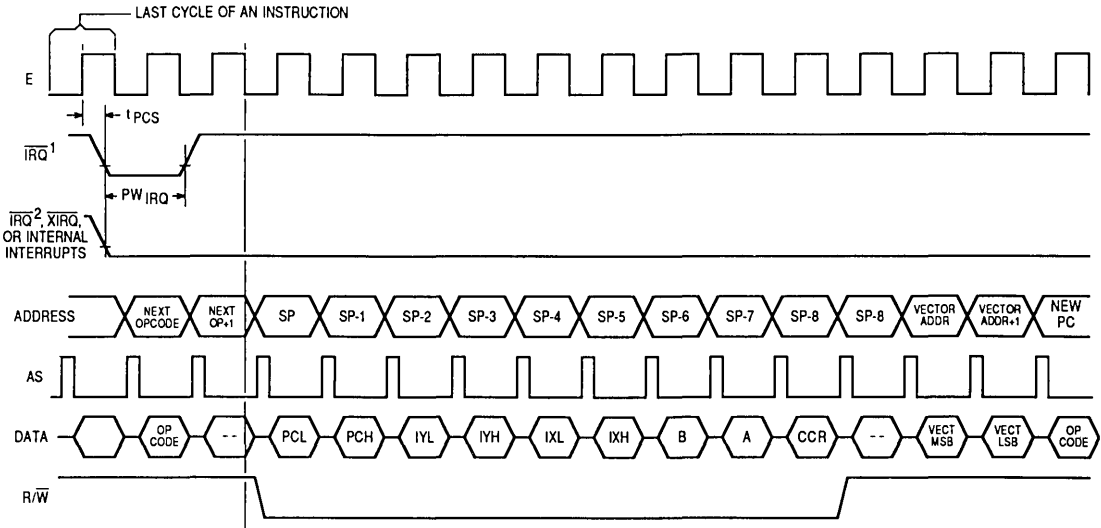 LAST CYCLE OF AN INSTRUCTION
E
tPCS
IRQ1
PWIRQ
IRQ2, XIRQ,
OR INTERNAL
INTERRUPTS
ADDRESS
NEXT OPCODE
NEXT OP+1
SP
SP-1
SP-2
SP-3
SP-4
SP-5
SP-6
SP-7
SP-8
SP-8
VECTOR ADDR
VECTOR ADDR+1
NEW PC
AS
DATA
OP CODE
- -
PCL
PCH
IYL
IYH
IXL
IXH
B
A
CCR
- -
VECT MSB
VECT LSB
OP CODE
R/W